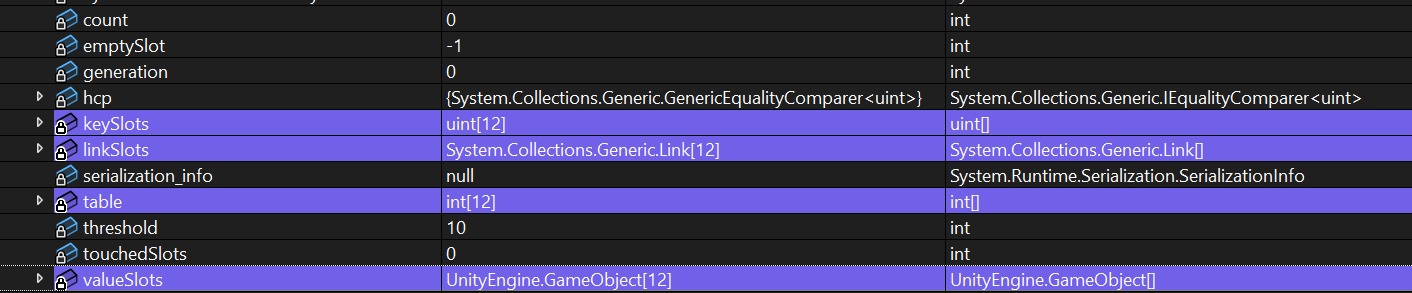 count 0 int
emptySlot -1 int
generation 0 int
hcp {System.Collections.Generic.GenericEqualityComparer<uint>} System.Collections.Generic.IEqualityComparer<uint>
keySlots uint[12] uint[]
linkSlots System.Collections.Generic.Link[12] System.Collections.Generic.Link[]
serialization_info null System.Runtime.Serialization.SerializationInfo
table int[12] int[]
threshold 10 int
touchedSlots 0 int
valueSlots UnityEngine.GameObject[12] UnityEngine.GameObject[]